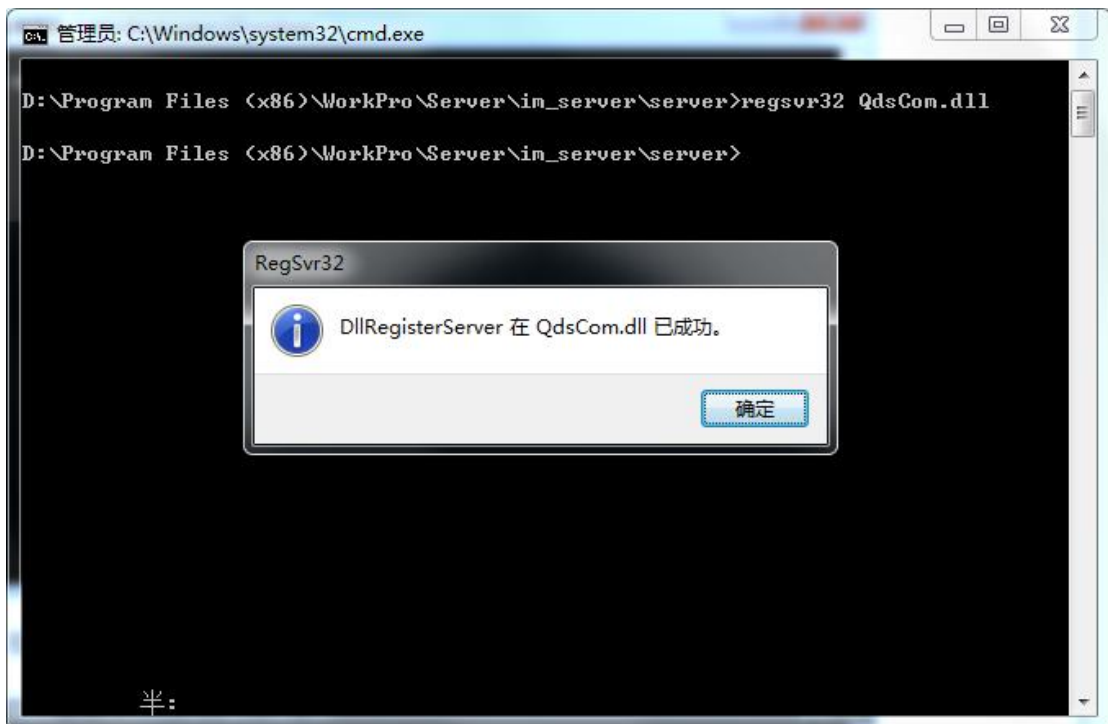 管理员: C:\Windows\system32\cmd.exe
D:\Program Files (x86)\WorkPro\Server\im_server\server>regsvr32 QdsCom.dll
D:\Program Files (x86)\WorkPro\Server\im_server\server>
RegSvr32
DllRegisterServer 在 QdsCom.dll 已成功。
确定
半: